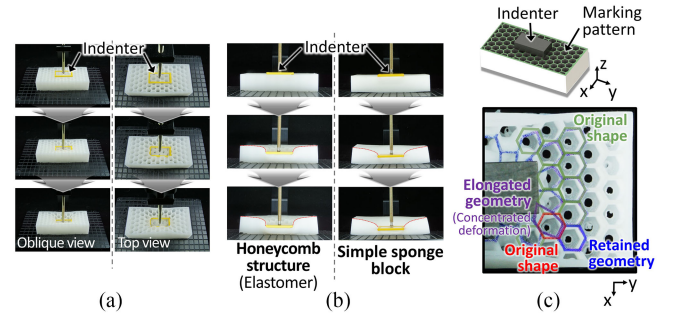 Indenter
Oblique view
Top view
(a)
Indenter
Honeycomb
structure
(Elastomer)
Simple sponge
block
(b)
Indenter
Marking
pattern
z
y
x
Original
shape
Elongated
geometry
(Concentrated
deformation)
Original
shape
Retained
geometry
y
x
(c)